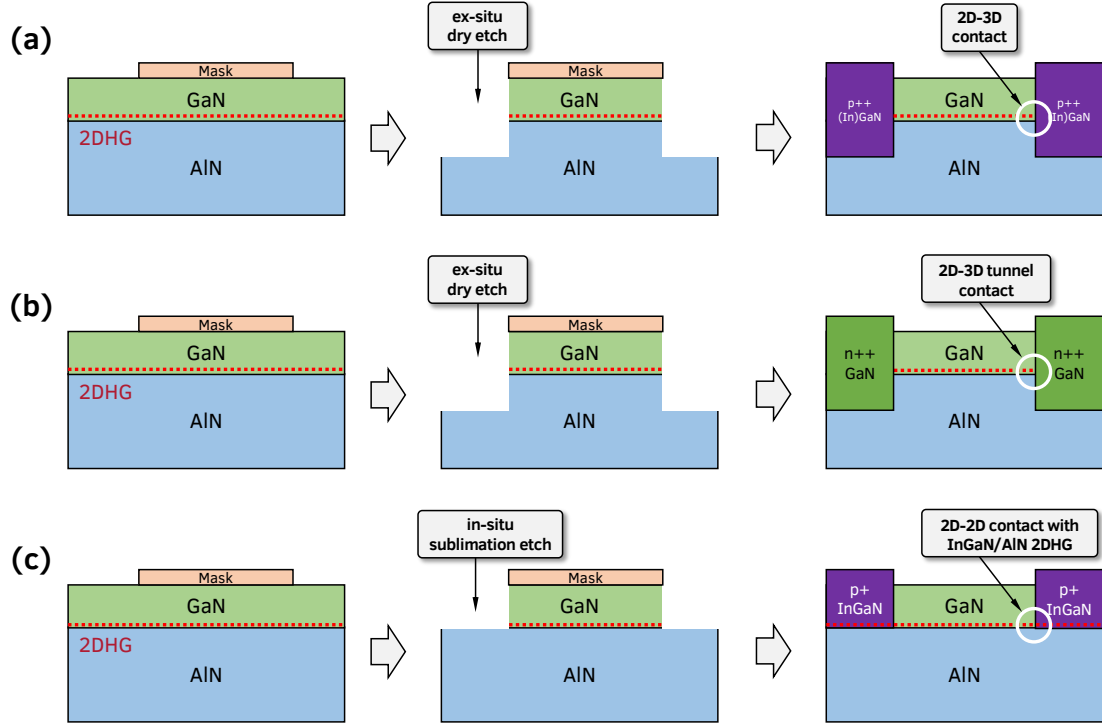 (a)
ex-situ
dry etch
2D-3D
contact
Mask
GaN
2DHG
AlN
Mask
GaN
AlN
p++
(In)GaN
GaN
p++
(In)GaN
AlN
(b)
ex-situ
dry etch
2D-3D tunnel
contact
Mask
GaN
2DHG
AlN
Mask
GaN
AlN
n++
GaN
GaN
n++
GaN
AlN
(c)
in-situ
sublimation etch
2D-2D contact with
InGaN/AlN 2DHG
Mask
GaN
2DHG
AlN
Mask
GaN
AlN
p+
InGaN
GaN
p+
InGaN
AlN